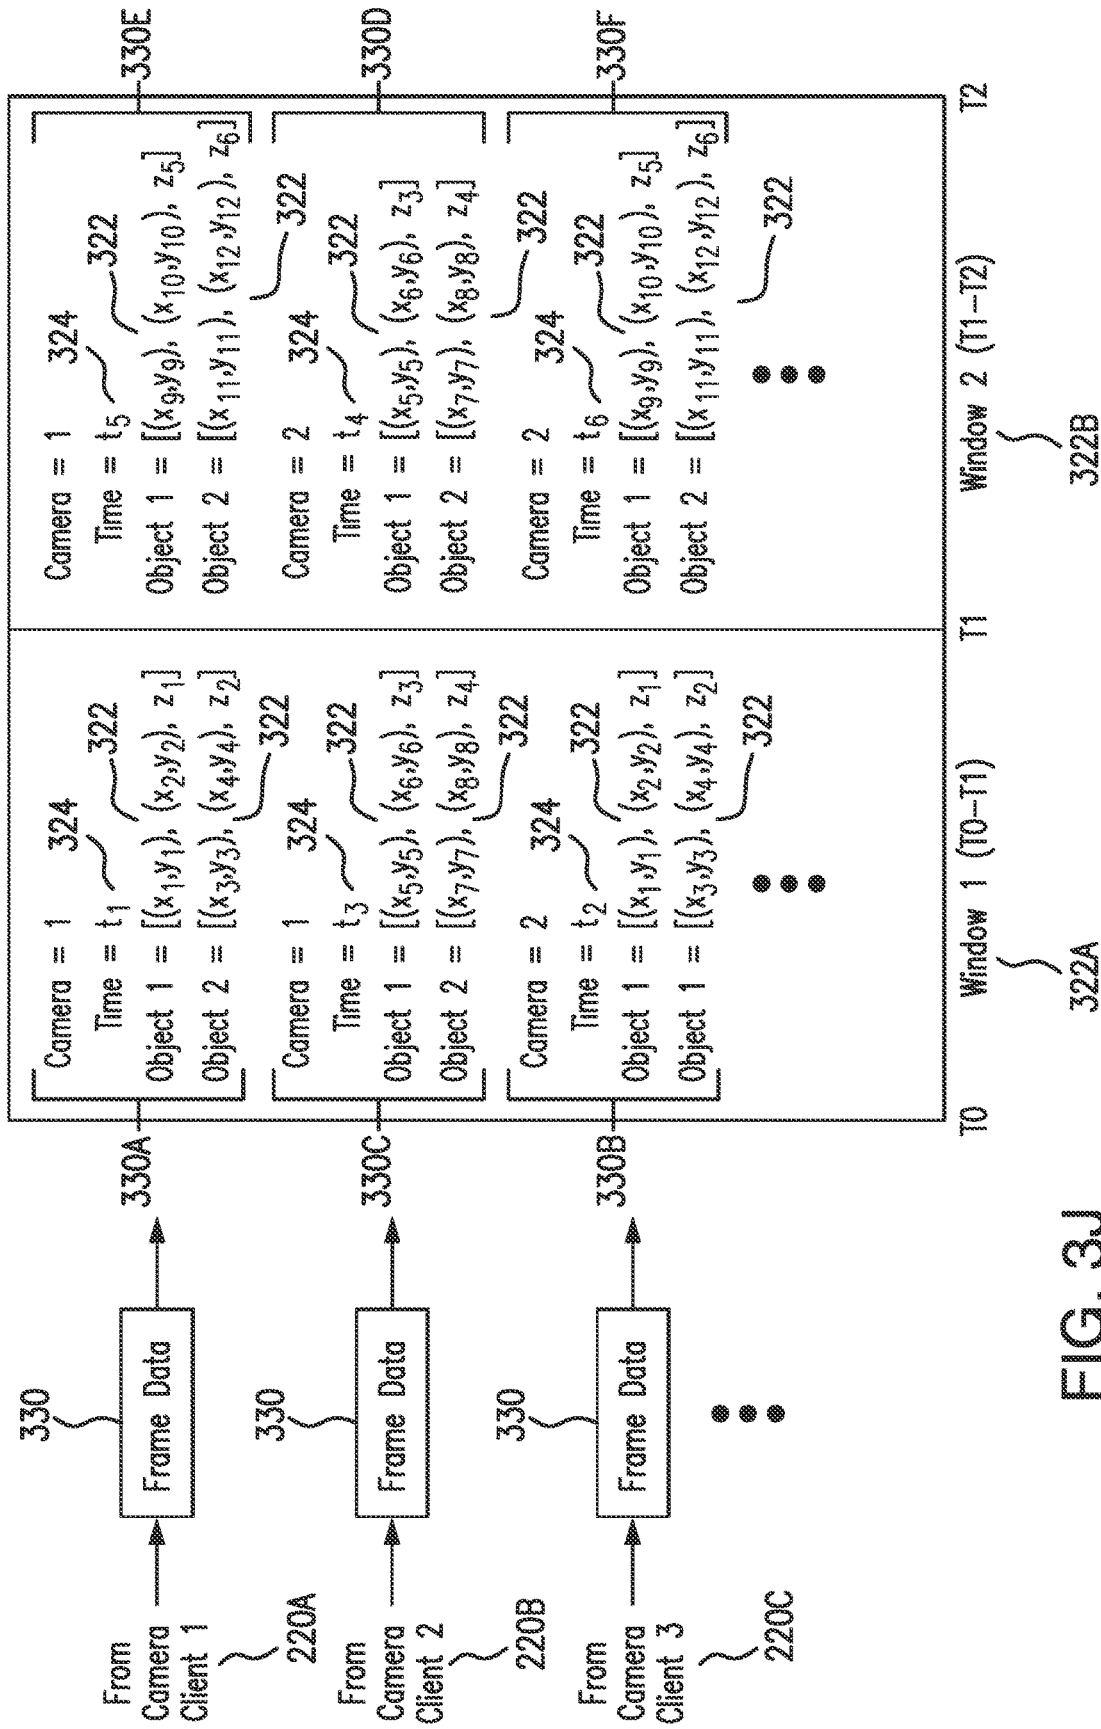 From
Camera
Client 1
220A
330
Frame Data
330A
Camera = 1
324
Time = t1
322
Object 1 = [(x1,y1), (x2,y2), z1]
Object 2 = [(x3,y3), (x4,y4), z2]
322
Camera = 1
324
Time = t5
322
Object 1 = [(x9,y9), (x10,y10), z5]
Object 2 = [(x11,y11), (x12,y12), z6]
322
330E
From
Camera
Client 2
220B
330
Frame Data
330C
Camera = 1
324
Time = t3
322
Object 1 = [(x5,y5), (x6,y6), z3]
Object 2 = [(x7,y7), (x8,y8), z4]
322
Camera = 2
324
Time = t4
322
Object 1 = [(x5,y5), (x6,y6), z3]
Object 2 = [(x7,y7), (x8,y8), z4]
322
330D
From
Camera
Client 3
220C
330
Frame Data
330B
Camera = 2
324
Time = t2
322
Object 1 = [(x1,y1), (x2,y2), z1]
Object 1 = [(x3,y3), (x4,y4), z2]
322
Camera = 2
324
Time = t6
322
Object 1 = [(x9,y9), (x10,y10), z5]
Object 2 = [(x11,y11), (x12,y12), z6]
322
330F
T0
Window 1 (T0–T1)
T1
Window 2 (T1–T2)
T2
322A
322B
FIG. 3J